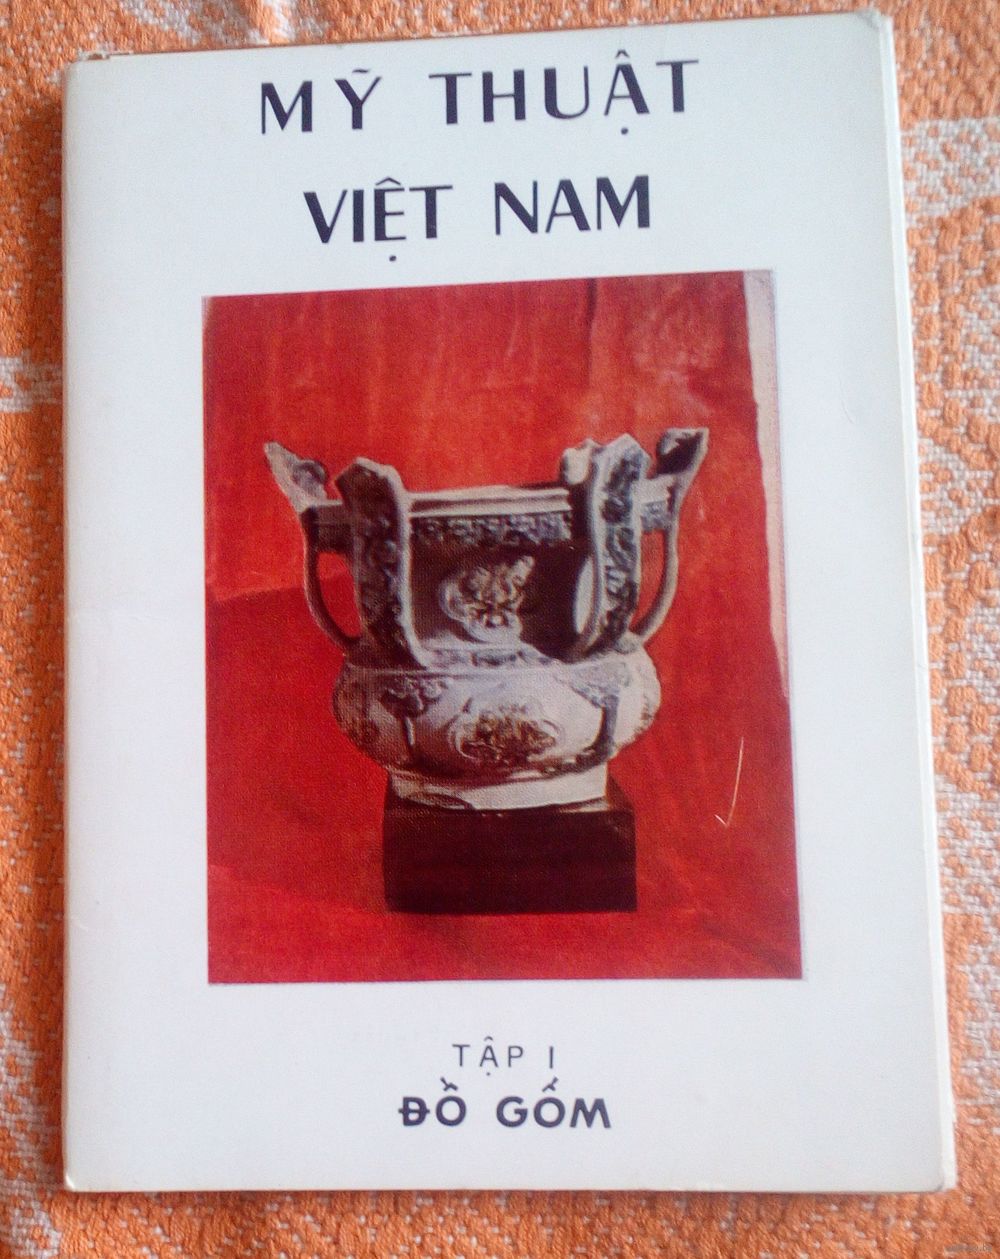 MỸ THUẬT
VIỆT NAM
TẬP I
ĐỒ GỐM